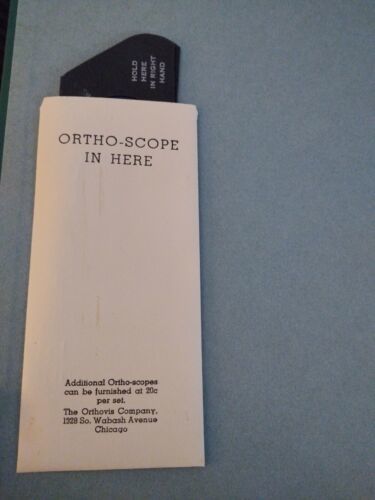 HOLD
HERE
IN RIGHT
HAND
ORTHO-SCOPE
IN HERE
Additional Ortho-scopes
can be furnished at 20c
per set.
The Orthovis Company,
1328 So. Wabash Avenue
Chicago